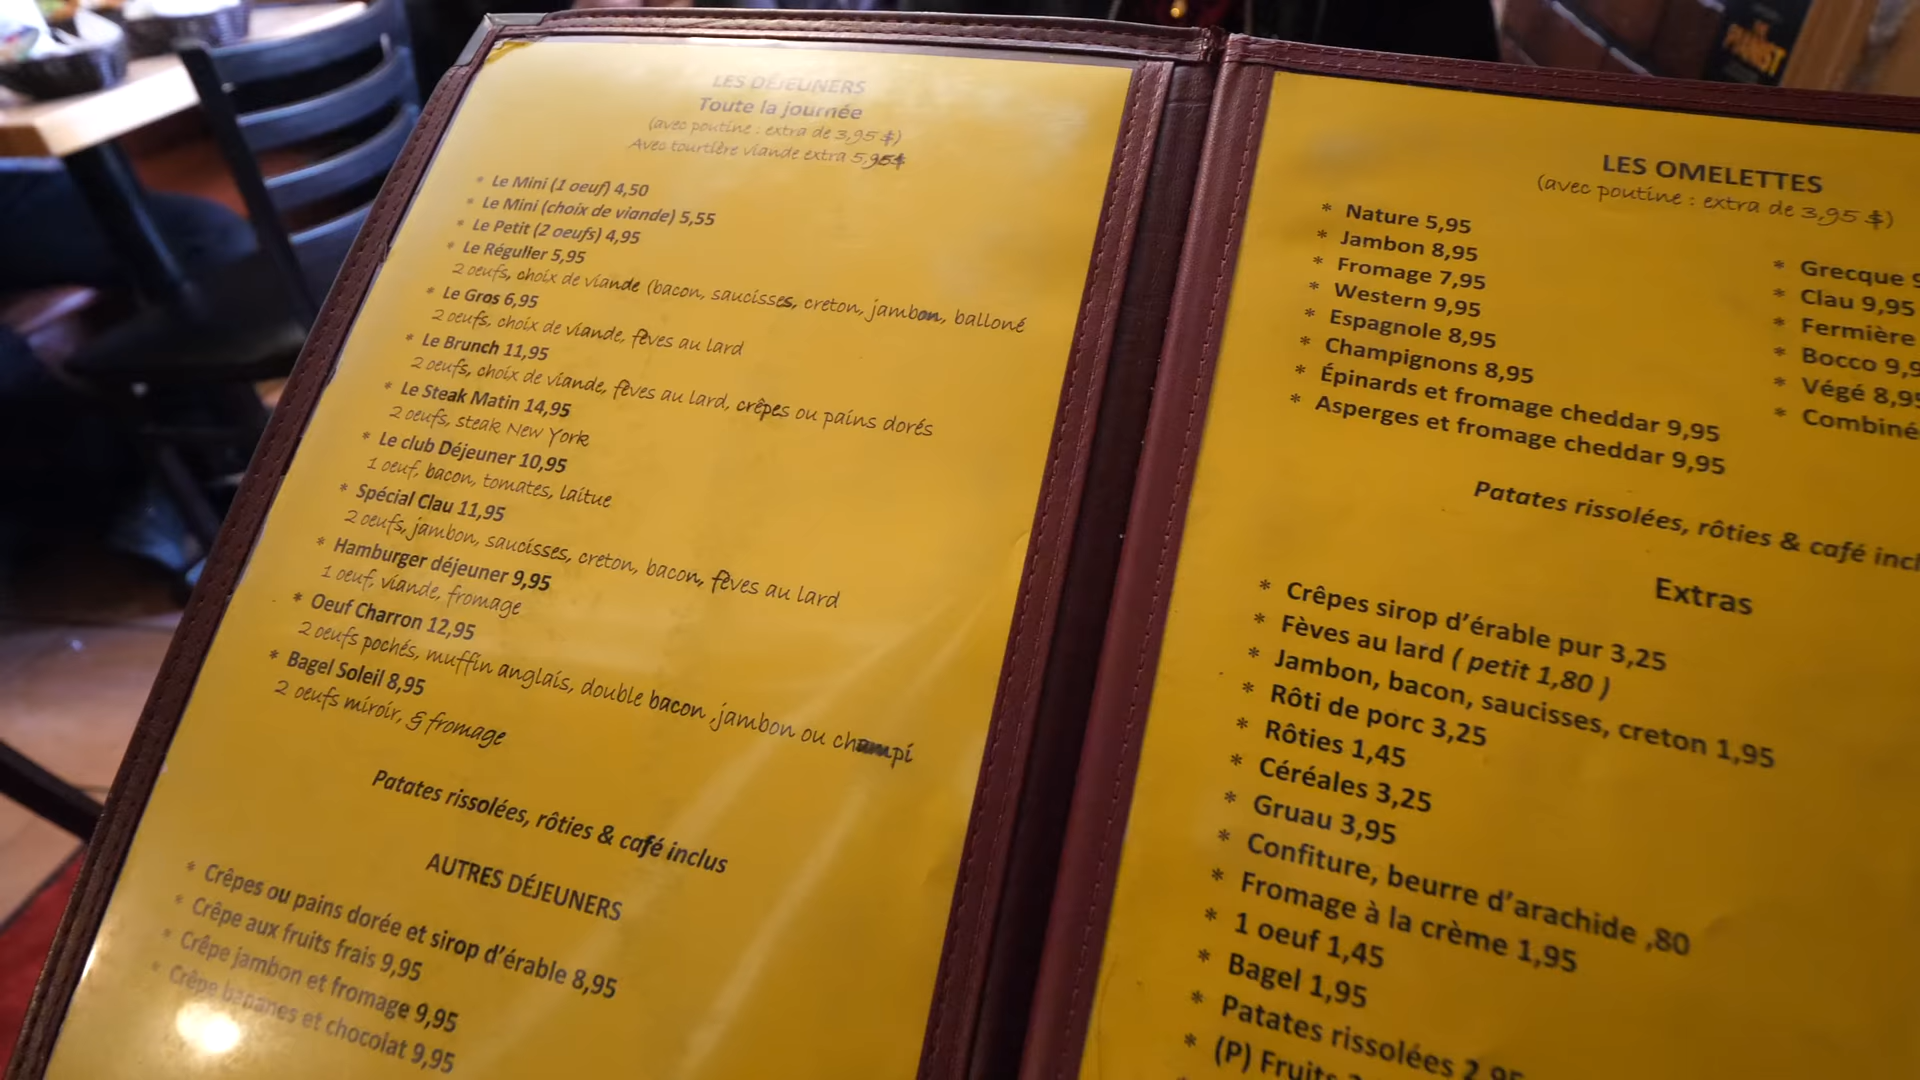 LES DÉJEUNERS
Toute la journée
(avec poutine : extra de 3,95 $)
Avec tourtière viande extra 5,95$
* Le Mini (1 oeuf) 4,50
* Le Mini (choix de viande) 5,55
* Le Petit (2 oeufs) 4,95
* Le Régulier 5,95
2 oeufs, choix de viande (bacon, saucisses, creton, jambon, balloné
* Le Gros 6,95
2 oeufs, choix de viande, fèves au lard
* Le Brunch 11,95
2 oeufs, choix de viande, fèves au lard, crêpes ou pains dorés
* Le Steak Matin 14,95
2 oeufs, steak New York
* Le club Déjeuner 10,95
1 oeuf, bacon, tomates, laitue
* Spécial Clau 11,95
2 oeufs, jambon, saucisses, creton, bacon, fèves au lard
* Hamburger déjeuner 9,95
1 oeuf, viande, fromage
* Oeuf Charron 12,95
2 oeufs pochés, muffin anglais, double bacon ,jambon ou champi
* Bagel Soleil 8,95
2 oeufs miroir, & fromage
Patates rissolées, rôties & café inclus
AUTRES DÉJEUNERS
* Crêpes ou pains dorée et sirop d'érable 8,95
* Crêpe aux fruits frais 9,95
* Crêpe jambon et fromage 9,95
* Crêpe bananes et chocolat 9,95
LES OMELETTES
(avec poutine : extra de 3,95 $)
* Nature 5,95
* Jambon 8,95
* Fromage 7,95
* Western 9,95
* Espagnole 8,95
* Champignons 8,95
* Épinards et fromage cheddar 9,95
* Asperges et fromage cheddar 9,95
* Grecque 9
* Clau 9,95
* Fermière
* Bocco 9,9
* Végé 8,95
* Combiné
Patates rissolées, rôties & café incl
Extras
* Crêpes sirop d'érable pur 3,25
* Fèves au lard ( petit 1,80 )
* Jambon, bacon, saucisses, creton 1,95
* Rôti de porc 3,25
* Rôties 1,45
* Céréales 3,25
* Gruau 3,95
* Confiture, beurre d'arachide ,80
* Fromage à la crème 1,95
* 1 oeuf 1,45
* Bagel 1,95
* Patates rissolées 2,95
* (P) Fruits
PIANIST